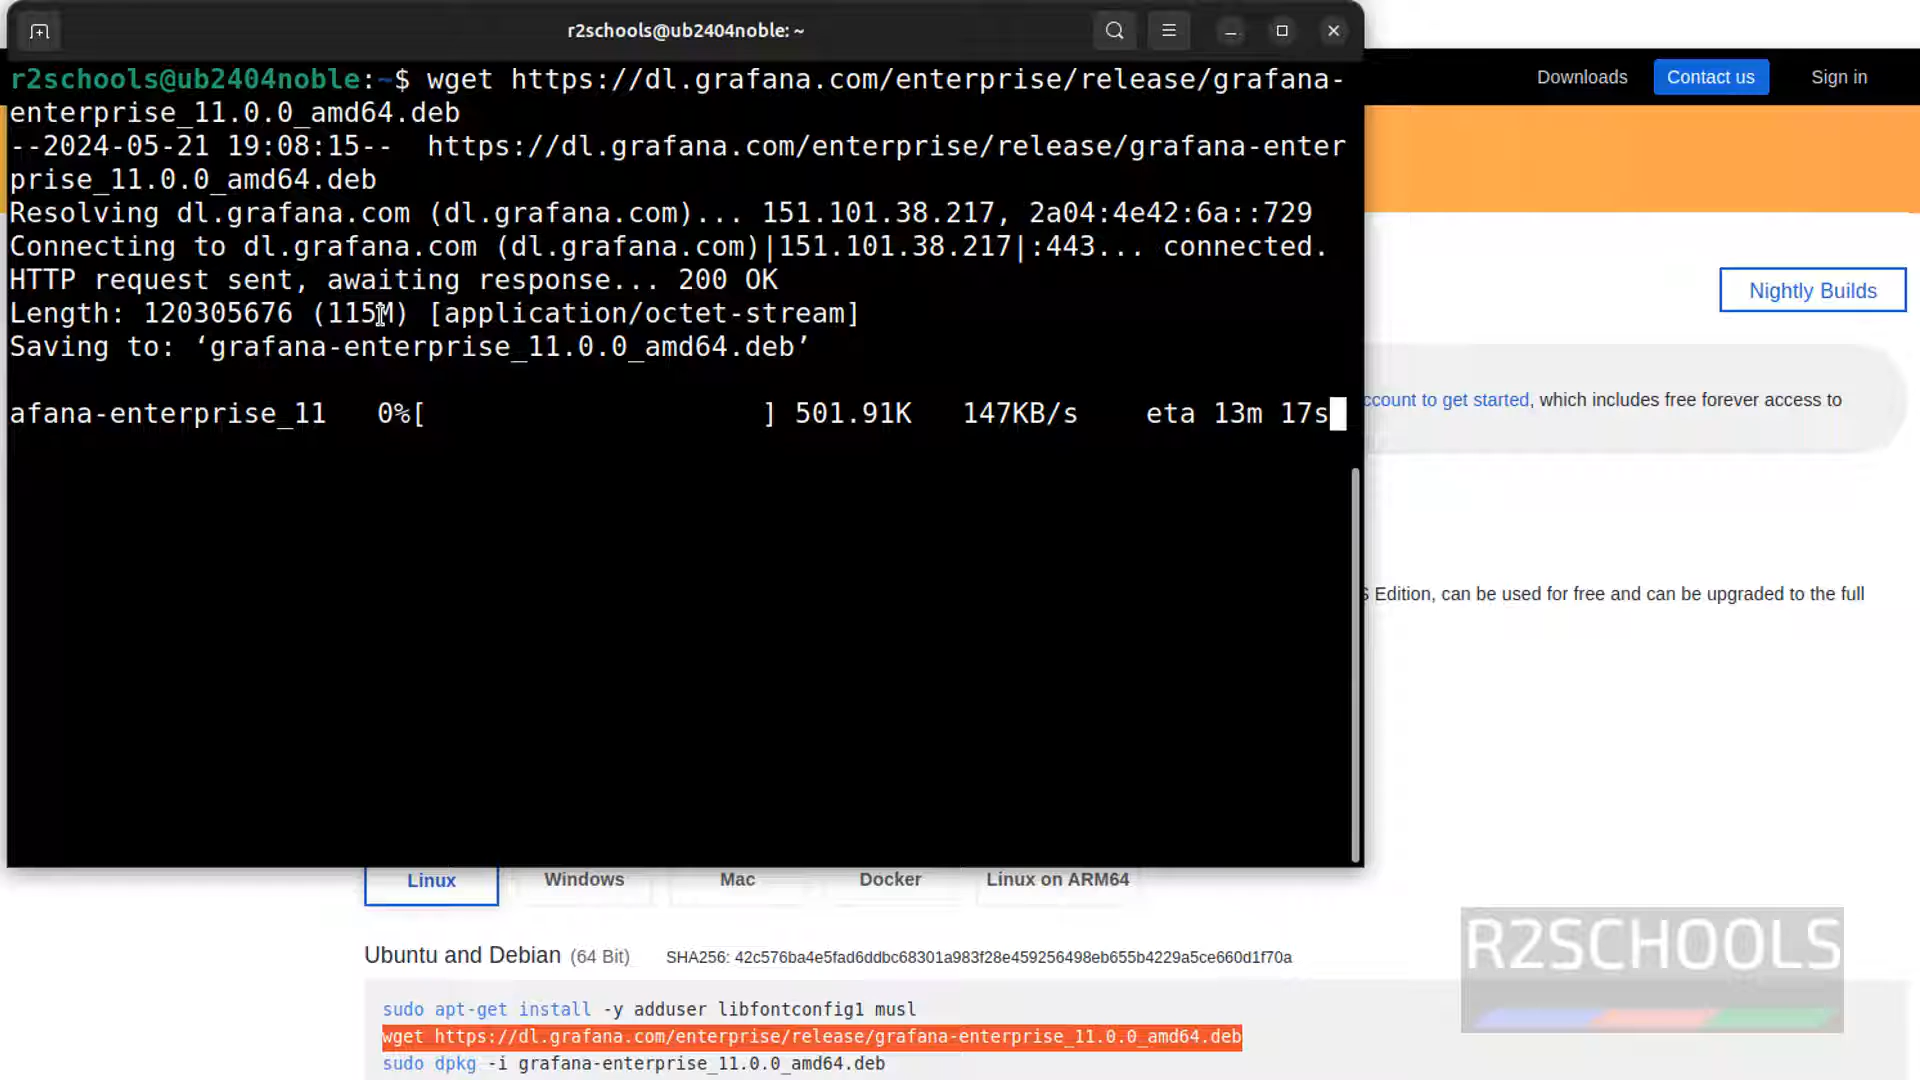 r2schools@ub2404noble: ~
r2schools@ub2404noble:~$ wget https://dl.grafana.com/enterprise/release/grafana-
enterprise_11.0.0_amd64.deb
--2024-05-21 19:08:15--  https://dl.grafana.com/enterprise/release/grafana-enter
prise_11.0.0_amd64.deb
Resolving dl.grafana.com (dl.grafana.com)... 151.101.38.217, 2a04:4e42:6a::729
Connecting to dl.grafana.com (dl.grafana.com)|151.101.38.217|:443... connected.
HTTP request sent, awaiting response... 200 OK
Length: 120305676 (115M) [application/octet-stream]
Saving to: ‘grafana-enterprise_11.0.0_amd64.deb’
afana-enterprise_11   0%[                    ] 501.91K   147KB/s    eta 13m 17s
Downloads
Contact us
Sign in
Nightly Builds
count to get started, which includes free forever access to
Edition, can be used for free and can be upgraded to the full
Linux
Windows
Mac
Docker
Linux on ARM64
Ubuntu and Debian (64 Bit)
SHA256: 42c576ba4e5fad6ddbc68301a983f28e459256498eb655b4229a5ce660d1f70a
sudo apt-get install -y adduser libfontconfig1 musl
wget https://dl.grafana.com/enterprise/release/grafana-enterprise_11.0.0_amd64.deb
sudo dpkg -i grafana-enterprise_11.0.0_amd64.deb
R2SCHOOLS